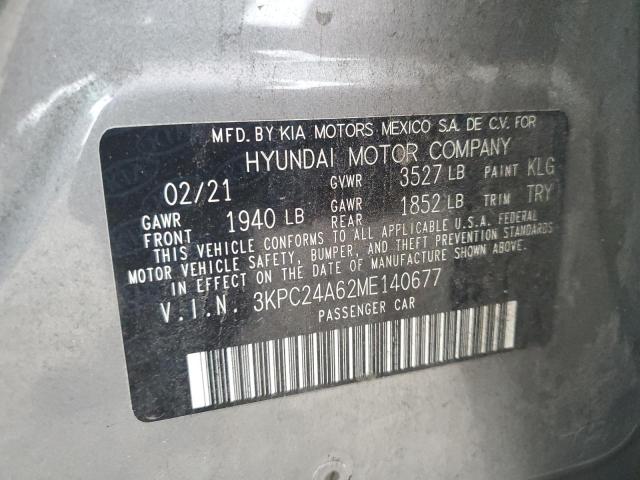 MFD. BY KIA MOTORS MEXICO S.A. DE C.V. FOR
HYUNDAI MOTOR COMPANY
02/21 GVWR 3527 LB PAINT KLG
GAWR FRONT 1940 LB GAWR REAR 1852 LB TRIM TRY
THIS VEHICLE CONFORMS TO ALL APPLICABLE U.S.A. FEDERAL
MOTOR VEHICLE SAFETY, BUMPER, AND THEFT PREVENTION STANDARDS
IN EFFECT ON THE DATE OF MANUFACTURE SHOWN ABOVE.
V.I.N. 3KPC24A62ME140677
PASSENGER CAR